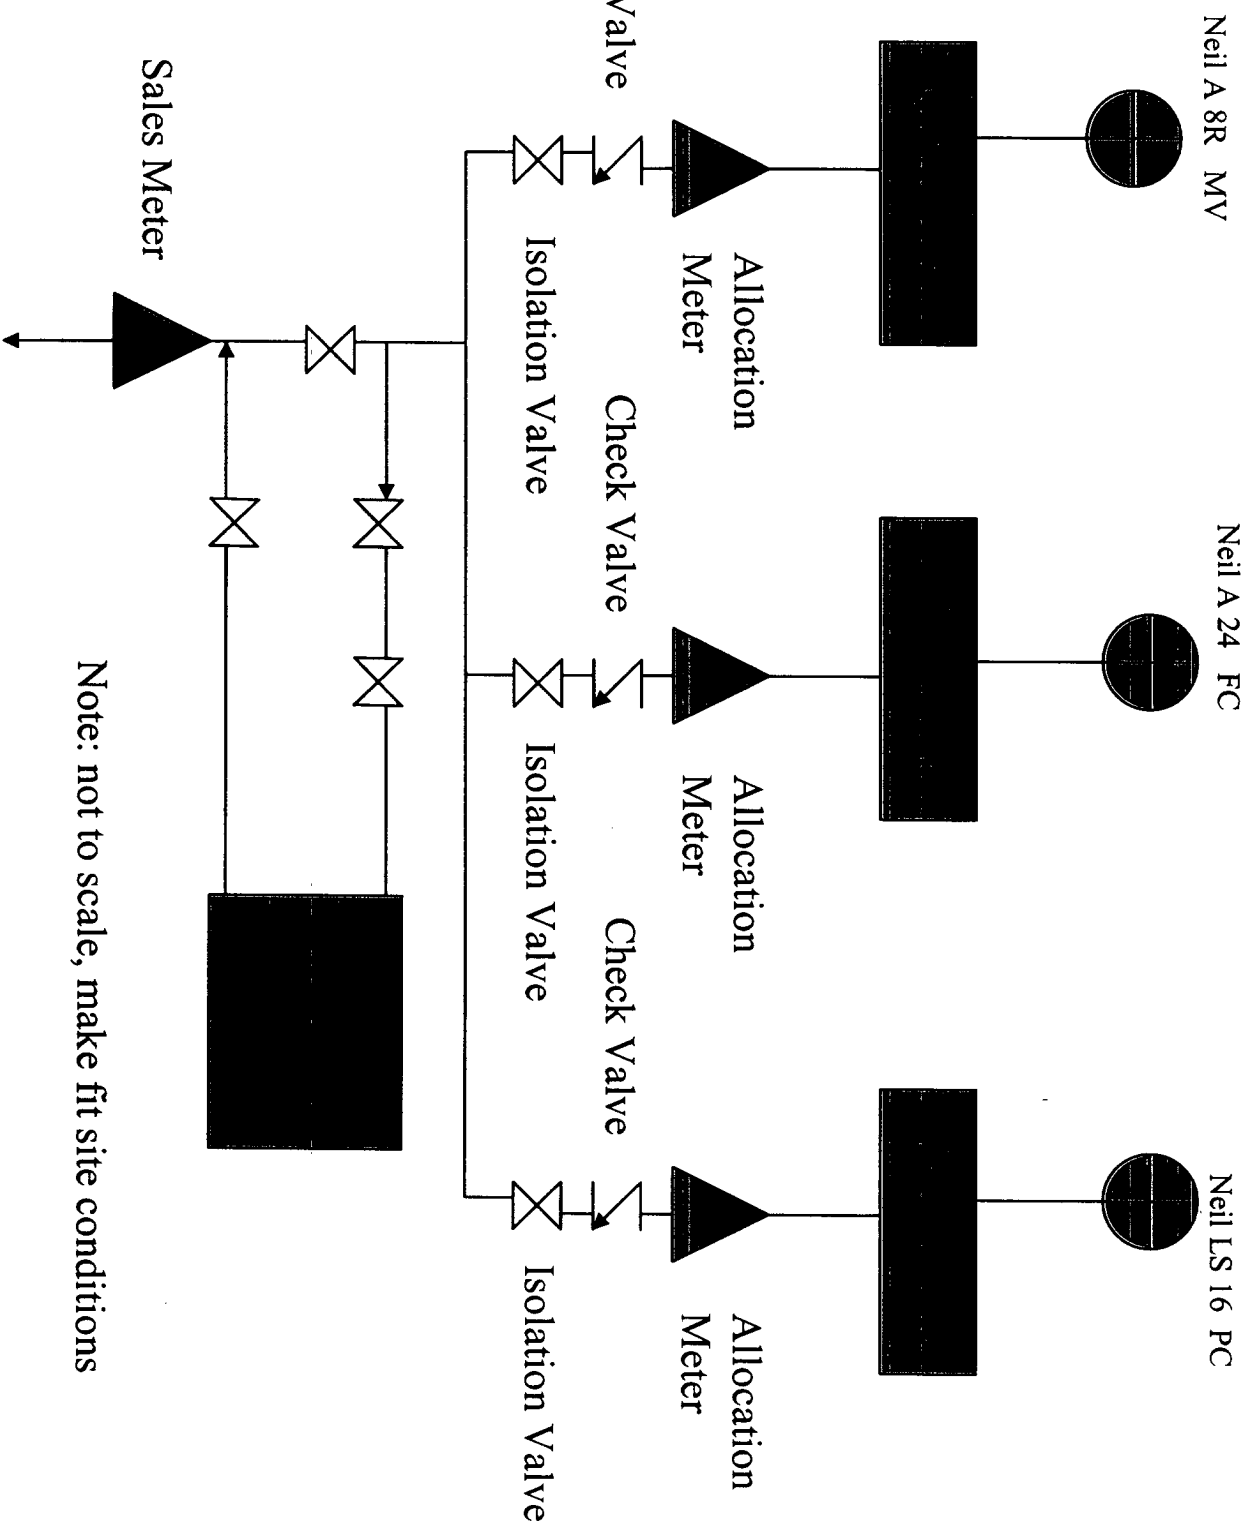 Neil A 8R MV
Neil A 24 FC
Neil LS 16 PC
Allocation
Meter
Allocation
Meter
Allocation
Meter
Valve
Check Valve
Check Valve
Isolation Valve
Isolation Valve
Isolation Valve
Sales Meter
Note: not to scale, make fit site conditions